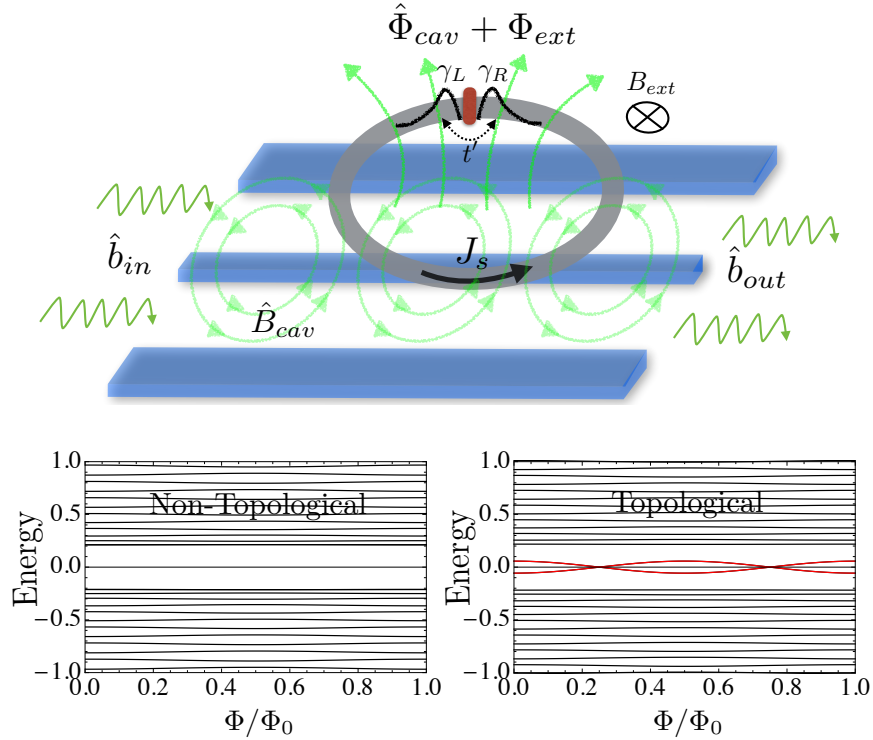 Φ̂_cav + Φ_ext
γ_L γ_R
B_ext
t′
b̂_in
J_s
b̂_out
B̂_cav
Non-Topological
Energy
1.0
0.5
0.0
−0.5
−1.0
0.0 0.2 0.4 0.6 0.8 1.0
Φ/Φ_0
Topological
Energy
1.0
0.5
0.0
−0.5
−1.0
0.0 0.2 0.4 0.6 0.8 1.0
Φ/Φ_0